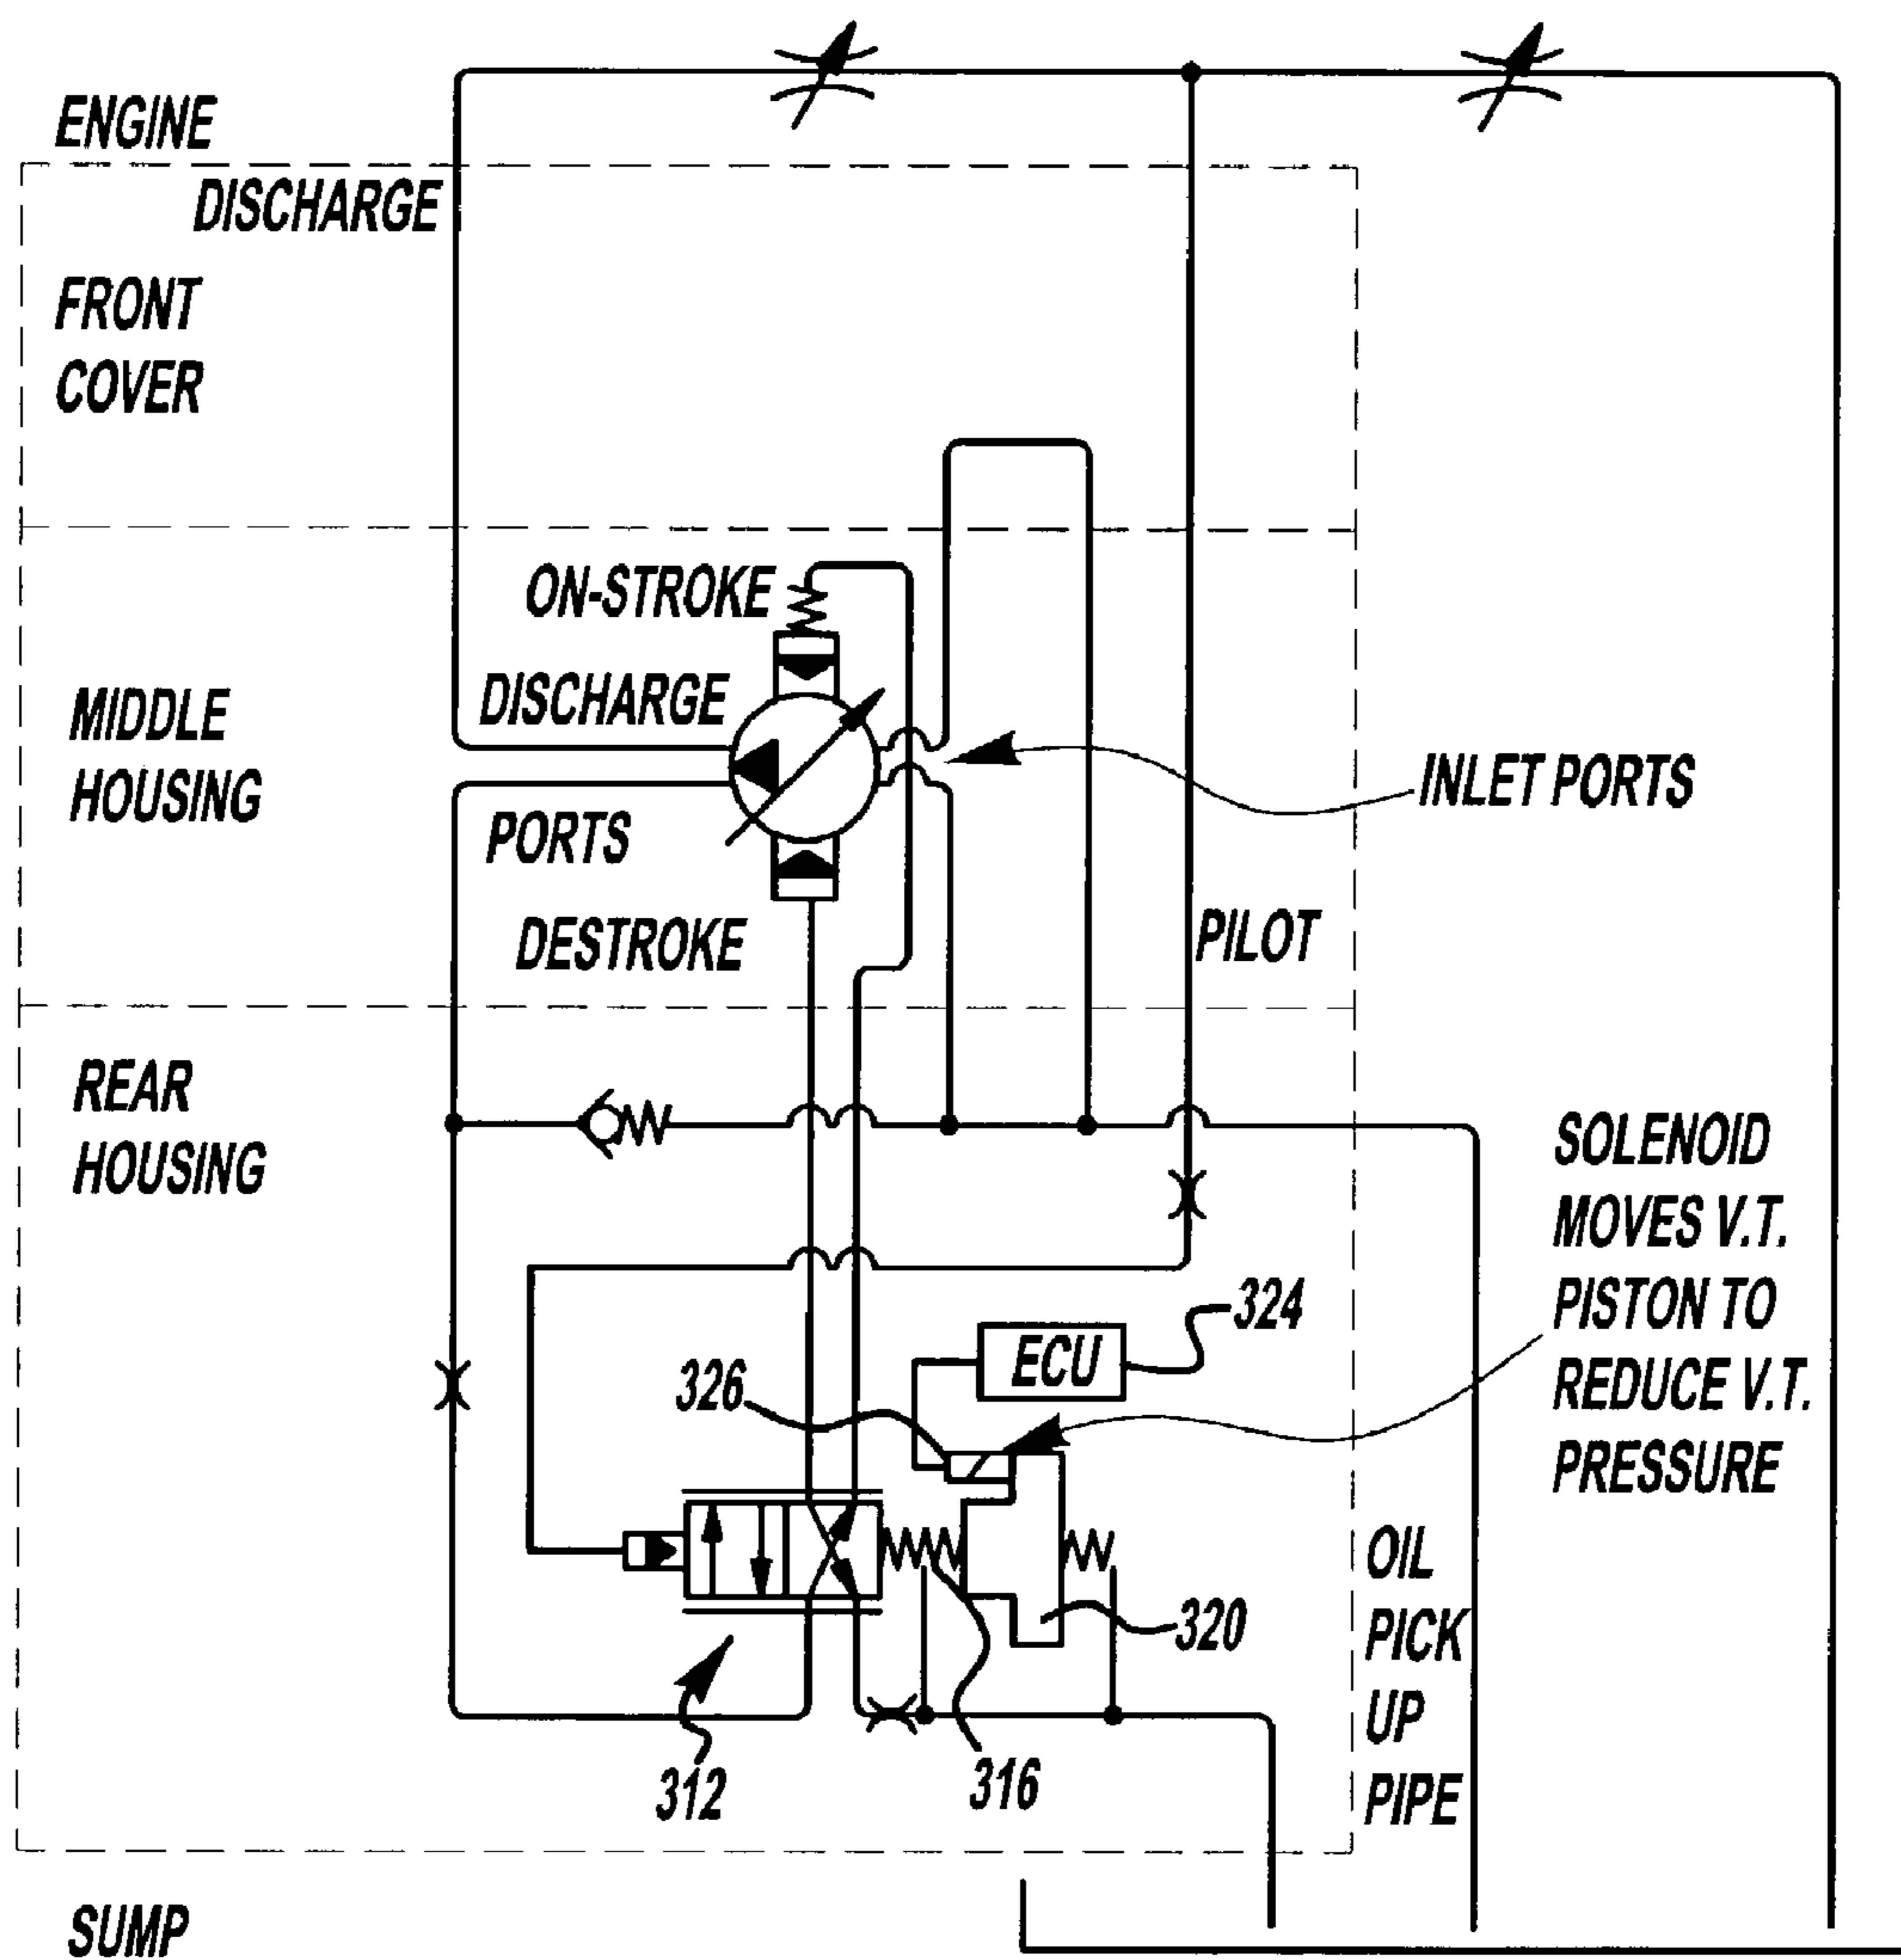 ENGINE
DISCHARGE
FRONT
COVER
ON-STROKE
DISCHARGE
MIDDLE
HOUSING
INLET PORTS
PORTS
DESTROKE
PILOT
REAR
HOUSING
SOLENOID
MOVES V.T.
PISTON TO
REDUCE V.T.
PRESSURE
324
ECU
326
OIL
PICK
UP
PIPE
320
312
316
SUMP